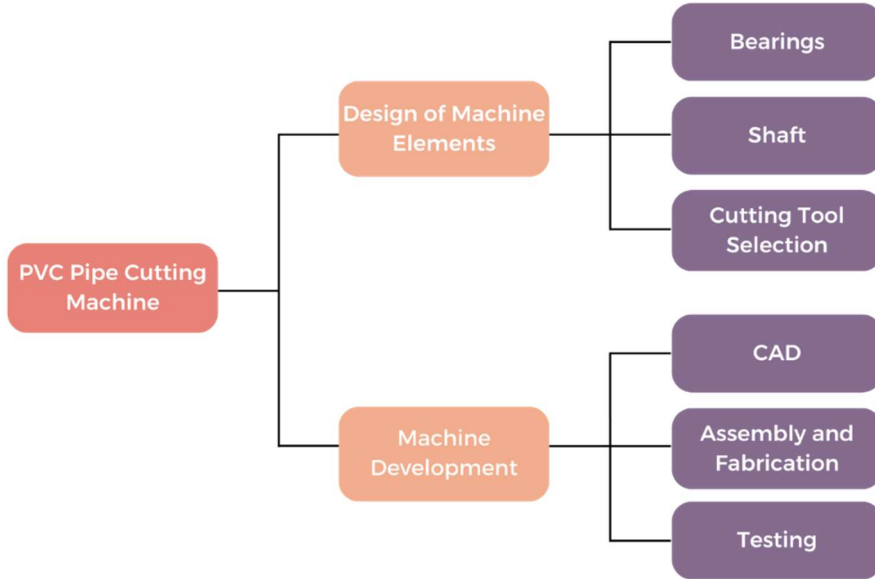 PVC Pipe Cutting
Machine
Design of Machine
Elements
Bearings
Shaft
Cutting Tool
Selection
Machine
Development
CAD
Assembly and
Fabrication
Testing